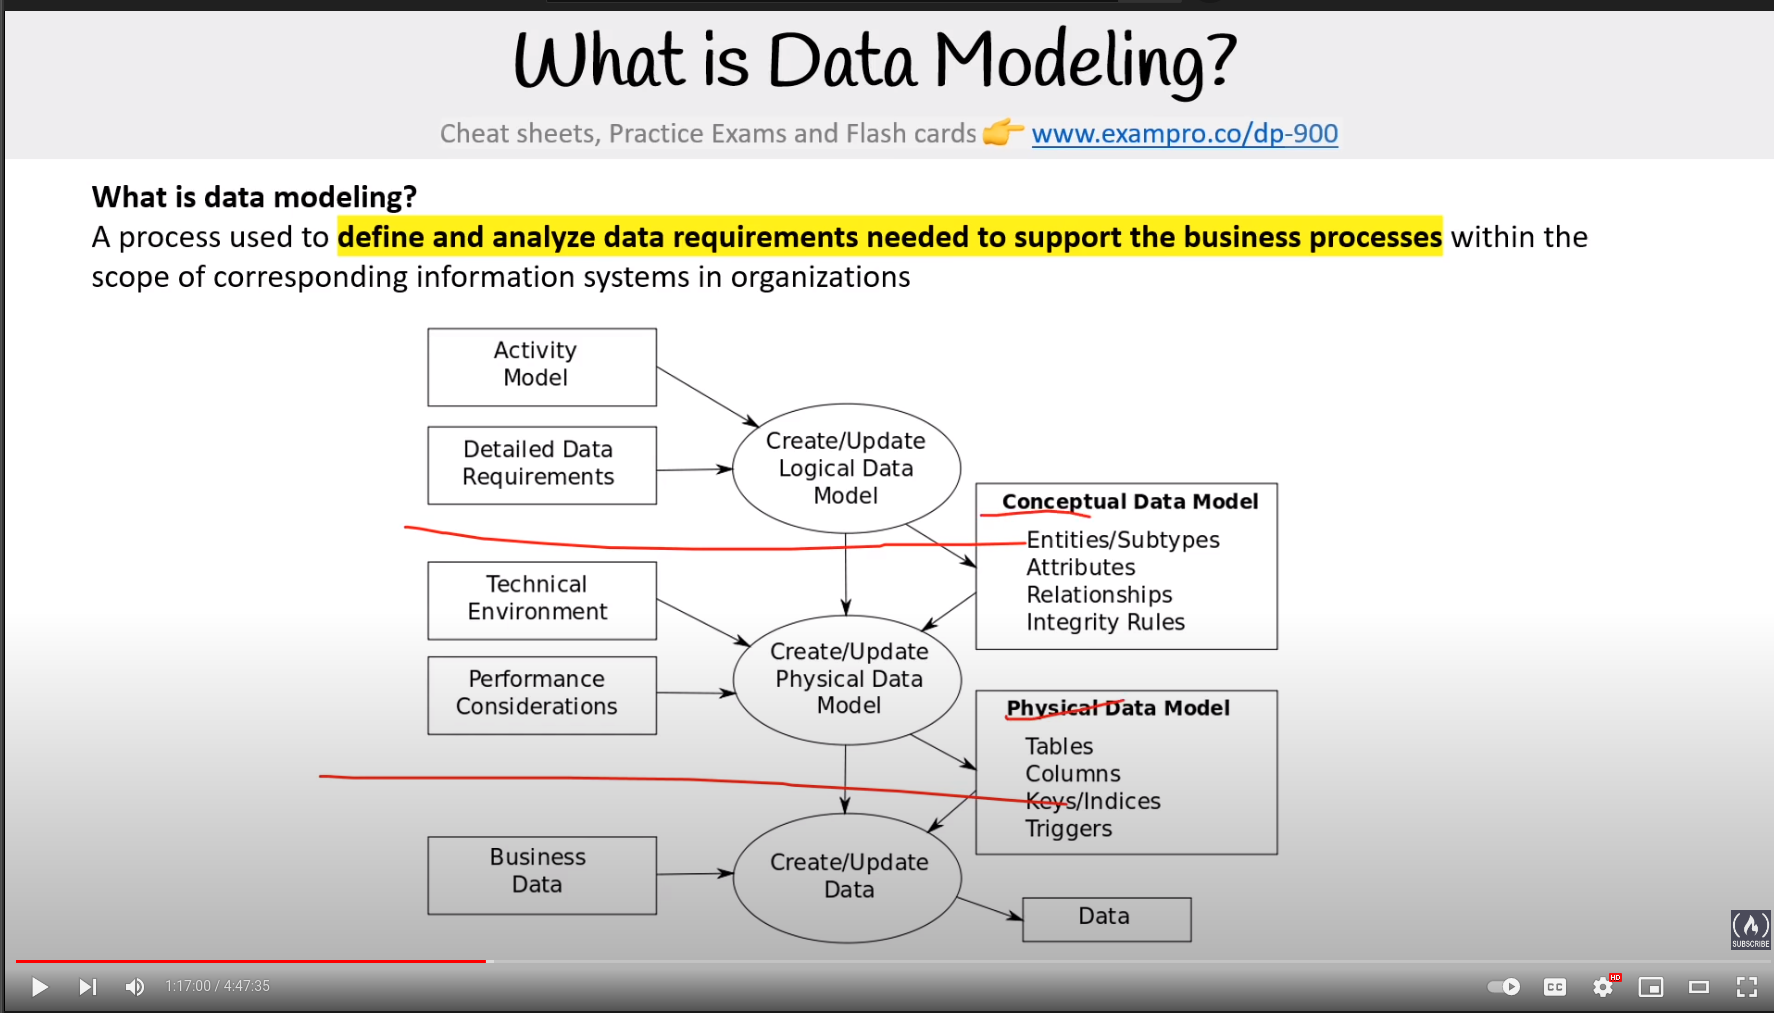 What is Data Modeling?
Cheat sheets, Practice Exams and Flash cards 👉 www.exampro.co/dp-900
What is data modeling?
A process used to define and analyze data requirements needed to support the business processes within the
scope of corresponding information systems in organizations
Activity
Model
Detailed Data
Requirements
Create/Update
Logical Data
Model
Conceptual Data Model
Entities/Subtypes
Attributes
Relationships
Integrity Rules
Technical
Environment
Performance
Considerations
Create/Update
Physical Data
Model
Physical Data Model
Tables
Columns
Keys/Indices
Triggers
Business
Data
Create/Update
Data
Data
SUBSCRIBE
1:17:00 / 4:47:35
CC
HD